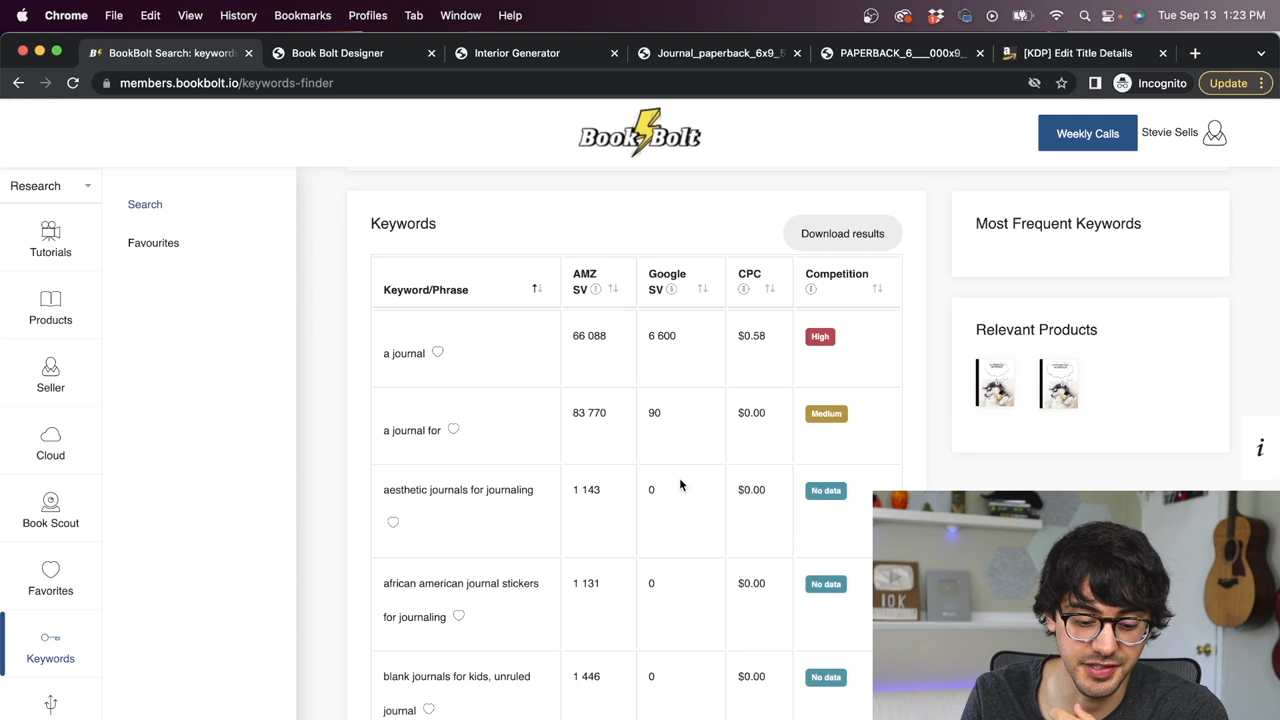 Chrome File Edit View History Bookmarks Profiles Tab Window Help Tue Sep 13 1:23 PM
BookBolt Search: keyword Book Bolt Designer Interior Generator Journal_paperback_6x9_5 PAPERBACK_6___000x9_ [KDP] Edit Title Details
members.bookbolt.io/keywords-finder Incognito Update
Book Bolt Weekly Calls Stevie Sells
Research
Search
Favourites
Tutorials
Products
Seller
Cloud
Book Scout
Favorites
Keywords
Keywords Download results
Keyword/Phrase AMZ SV Google SV CPC Competition
a journal 66 088 6 600 $0.58 High
a journal for 83 770 90 $0.00 Medium
aesthetic journals for journaling 1 143 0 $0.00 No data
african american journal stickers 1 131 0 $0.00 No data
for journaling
blank journals for kids, unruled 1 446 0 $0.00 No data
journal
Most Frequent Keywords
Relevant Products
i
10K